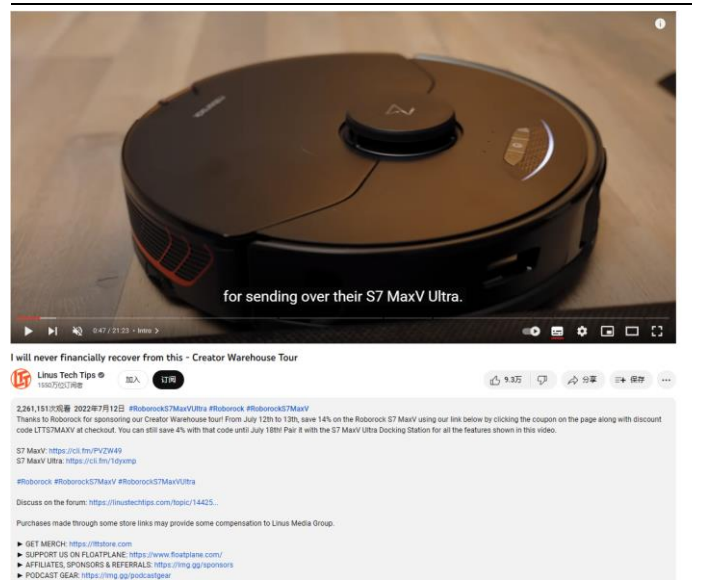 roborock
for sending over their S7 MaxV Ultra.
0:47 / 21:23 • Intro >
I will never financially recover from this - Creator Warehouse Tour
Linus Tech Tips
1550万位订阅者
加入
订阅
9.3万
分享
保存
2,261,151次观看 2022年7月12日 #RoborockS7MaxVUltra #Roborock #RoborockS7MaxV
Thanks to Roborock for sponsoring our Creator Warehouse tour! From July 12th to 13th, save 14% on the Roborock S7 MaxV using our link below by clicking the coupon on the page along with discount
code LTTS7MAXV at checkout. You can still save 4% with that code until July 18th! Pair it with the S7 MaxV Ultra Docking Station for all the features shown in this video.
S7 MaxV: https://cli.fm/PVZW49
S7 MaxV Ultra: https://cli.fm/1dyxmp
#Roborock #RoborockS7MaxV #RoborockS7MaxVUltra
Discuss on the forum: https://linustechtips.com/topic/14425...
Purchases made through some store links may provide some compensation to Linus Media Group.
► GET MERCH: https://lttstore.com
► SUPPORT US ON FLOATPLANE: https://www.floatplane.com/
► AFFILIATES, SPONSORS & REFERRALS: https://lmg.gg/sponsors
► PODCAST GEAR: https://lmg.gg/podcastgear